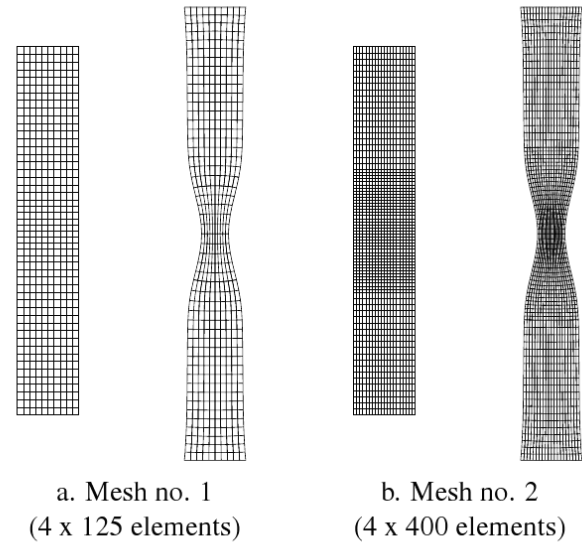 a. Mesh no. 1
(4 x 125 elements)
b. Mesh no. 2
(4 x 400 elements)